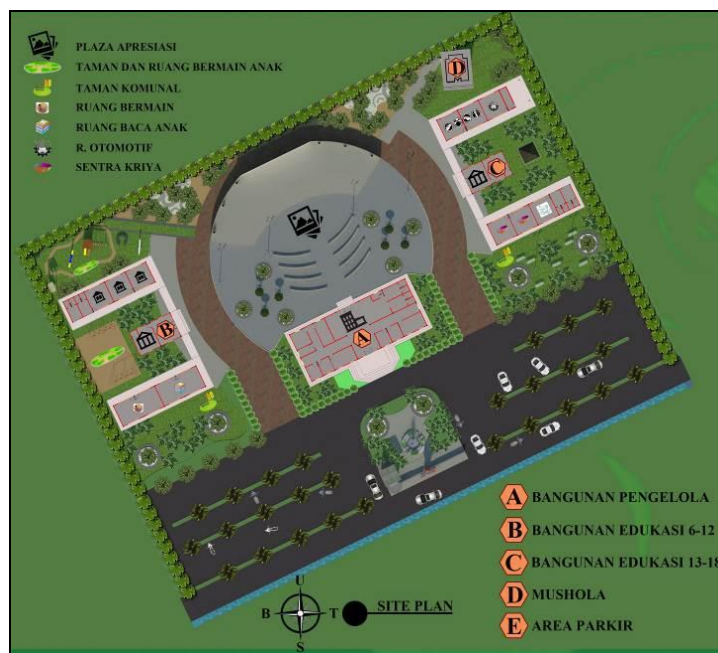 PLAZA APRESIASI
TAMAN DAN RUANG BERMAIN ANAK
TAMAN KOMUNAL
RUANG BERMAIN
RUANG BACA ANAK
R. OTOMOTIF
SENTRA KRIYA
D
C
B
A
A BANGUNAN PENGELOLA
B BANGUNAN EDUKASI 6-12
C BANGUNAN EDUKASI 13-18
D MUSHOLA
E AREA PARKIR
U
B T
S
SITE PLAN